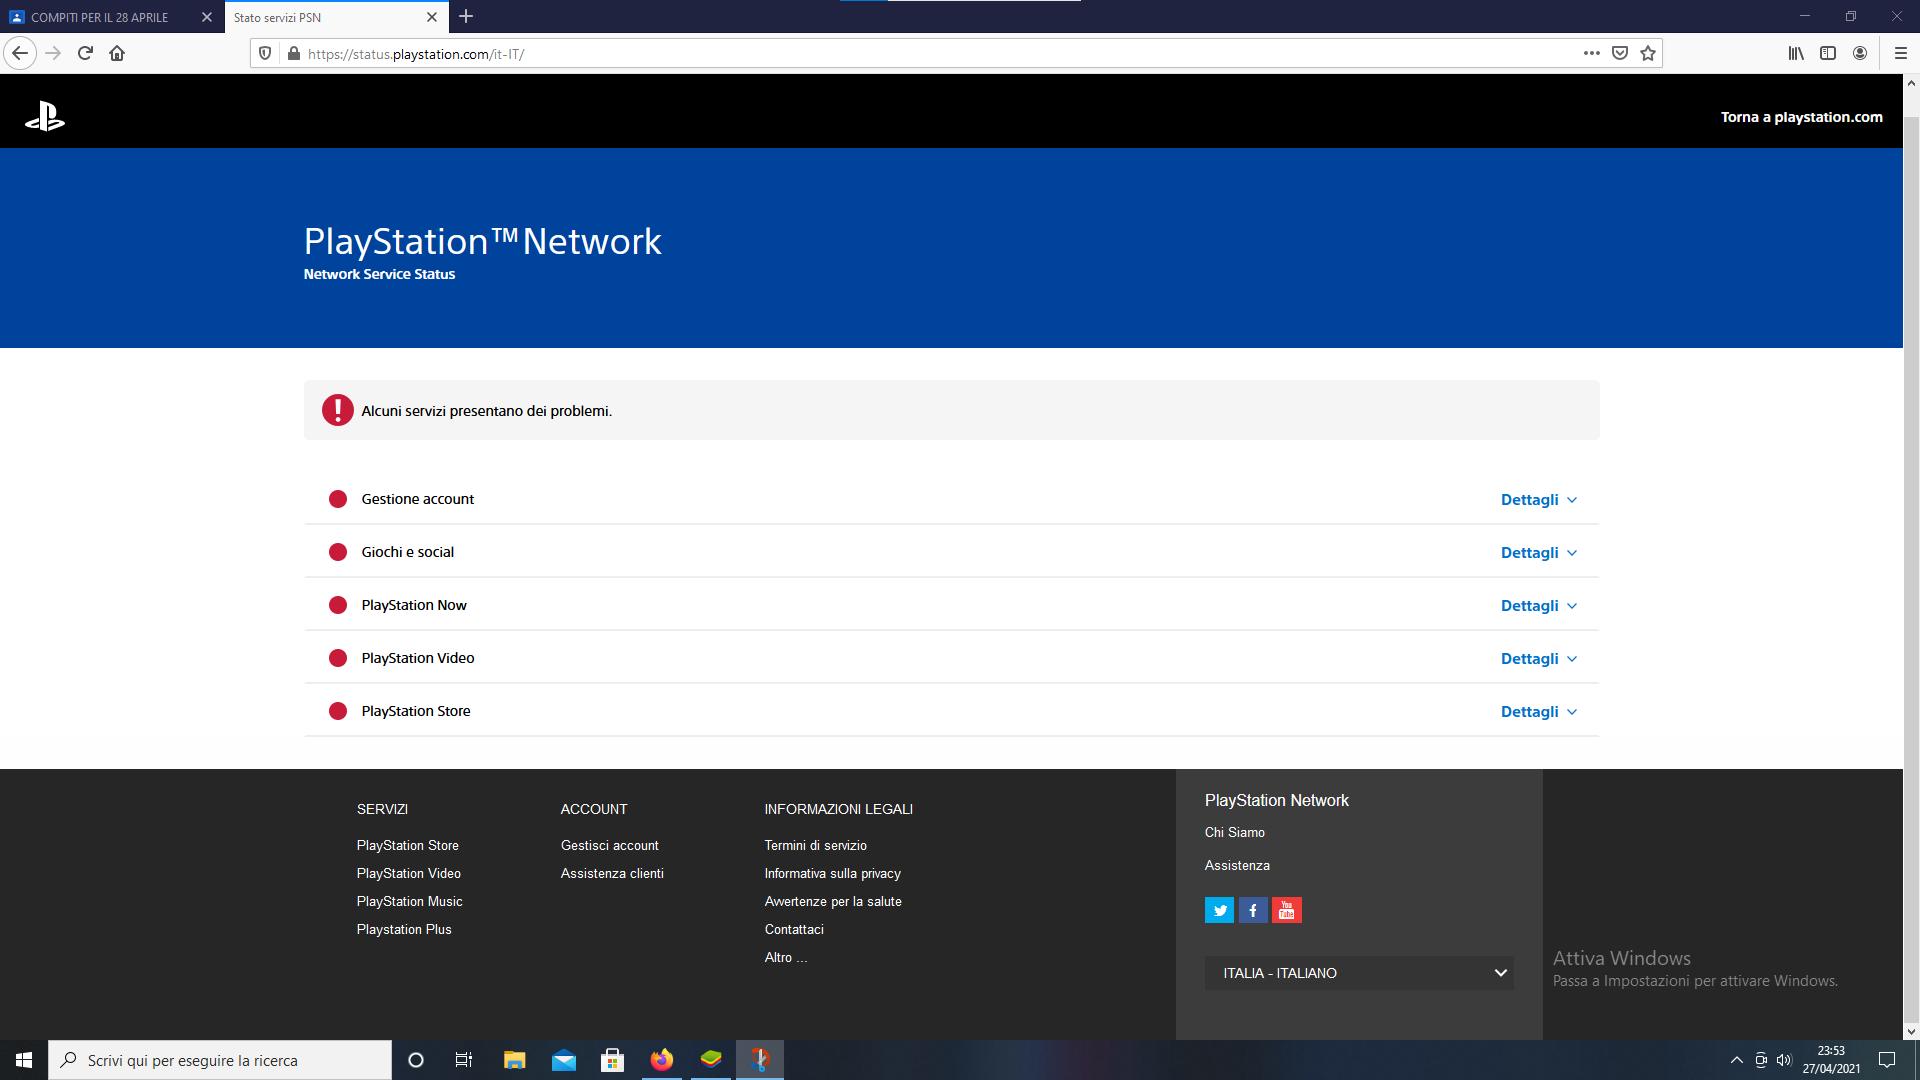 COMPITI PER IL 28 APRILE
Stato servizi PSN
https://status.playstation.com/it-IT/
Torna a playstation.com
PlayStation™Network
Network Service Status
Alcuni servizi presentano dei problemi.
Gestione account Dettagli
Giochi e social Dettagli
PlayStation Now Dettagli
PlayStation Video Dettagli
PlayStation Store Dettagli
SERVIZI
PlayStation Store
PlayStation Video
PlayStation Music
Playstation Plus
ACCOUNT
Gestisci account
Assistenza clienti
INFORMAZIONI LEGALI
Termini di servizio
Informativa sulla privacy
Avvertenze per la salute
Contattaci
Altro ...
PlayStation Network
Chi Siamo
Assistenza
You
Tube
ITALIA - ITALIANO
Attiva Windows
Passa a Impostazioni per attivare Windows.
Scrivi qui per eseguire la ricerca
23:53
27/04/2021